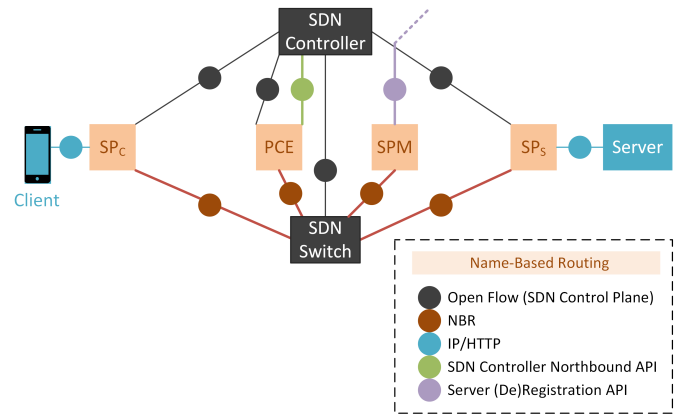 SDN
Controller
SPC
PCE
SPM
SPS
Server
Client
SDN
Switch
Name-Based Routing
Open Flow (SDN Control Plane)
NBR
IP/HTTP
SDN Controller Northbound API
Server (De)Registration API